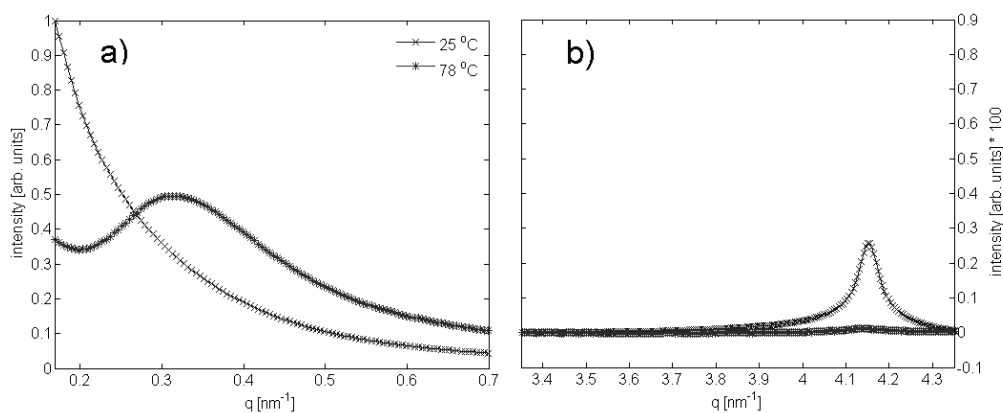 a)
25 °C
78 °C
intensity [arb. units]
1
0.9
0.8
0.7
0.6
0.5
0.4
0.3
0.2
0.1
0
0.2 0.3 0.4 0.5 0.6 0.7
q [nm⁻¹]
b)
0.9
0.8
0.7
0.6
0.5
0.4
0.3
0.2
0.1
0
-0.1
intensity [arb. units] * 100
3.4 3.5 3.6 3.7 3.8 3.9 4 4.1 4.2 4.3
q [nm⁻¹]